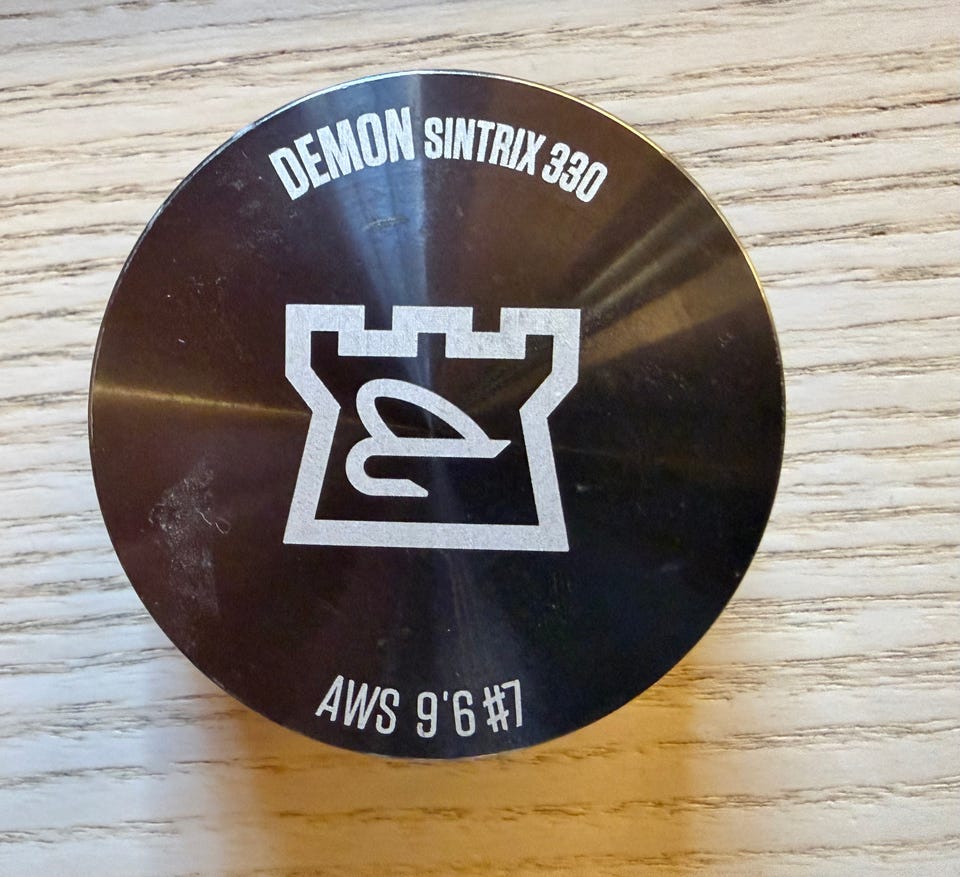 DEMON SINTRIX 330
AWS 9'6 #7